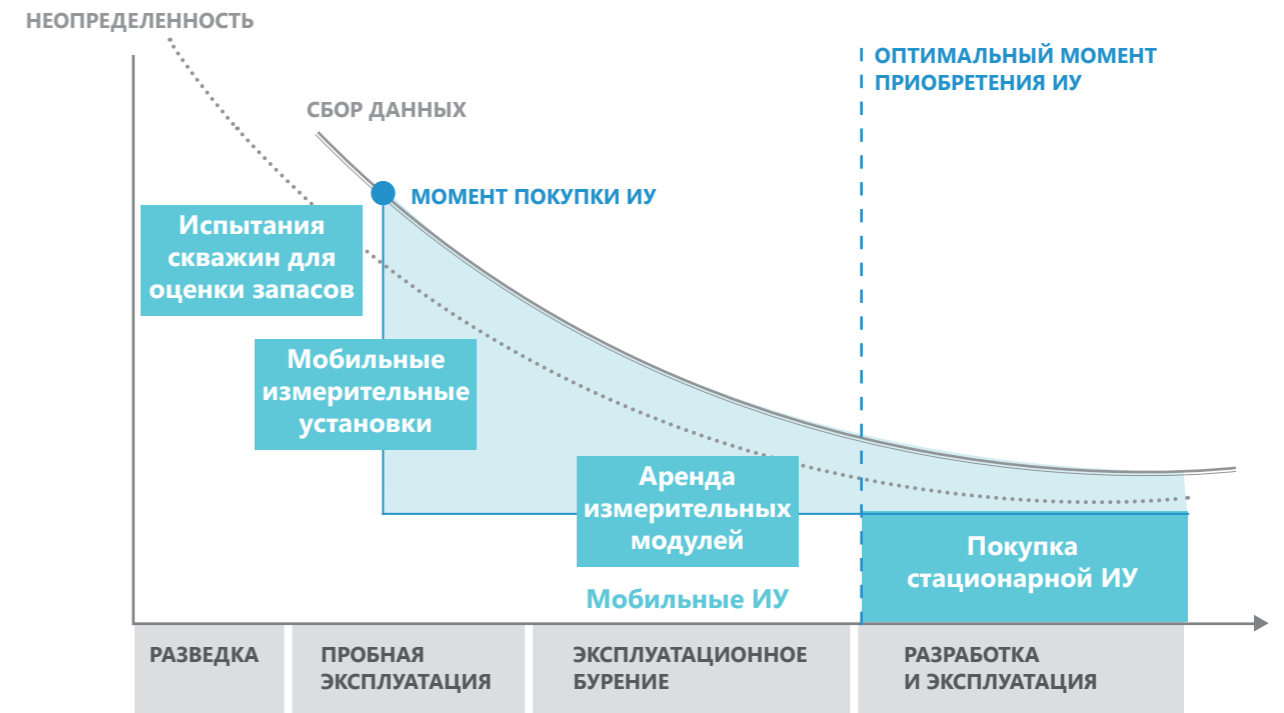 НЕОПРЕДЕЛЕННОСТЬ
ОПТИМАЛЬНЫЙ МОМЕНТ
ПРИОБРЕТЕНИЯ ИУ
СБОР ДАННЫХ
МОМЕНТ ПОКУПКИ ИУ
Испытания
скважин для
оценки запасов
Мобильные
измерительные
установки
Аренда
измерительных
модулей
Покупка
стационарной ИУ
Мобильные ИУ
РАЗВЕДКА
ПРОБНАЯ
ЭКСПЛУАТАЦИЯ
ЭКСПЛУАТАЦИОННОЕ
БУРЕНИЕ
РАЗРАБОТКА
И ЭКСПЛУАТАЦИЯ